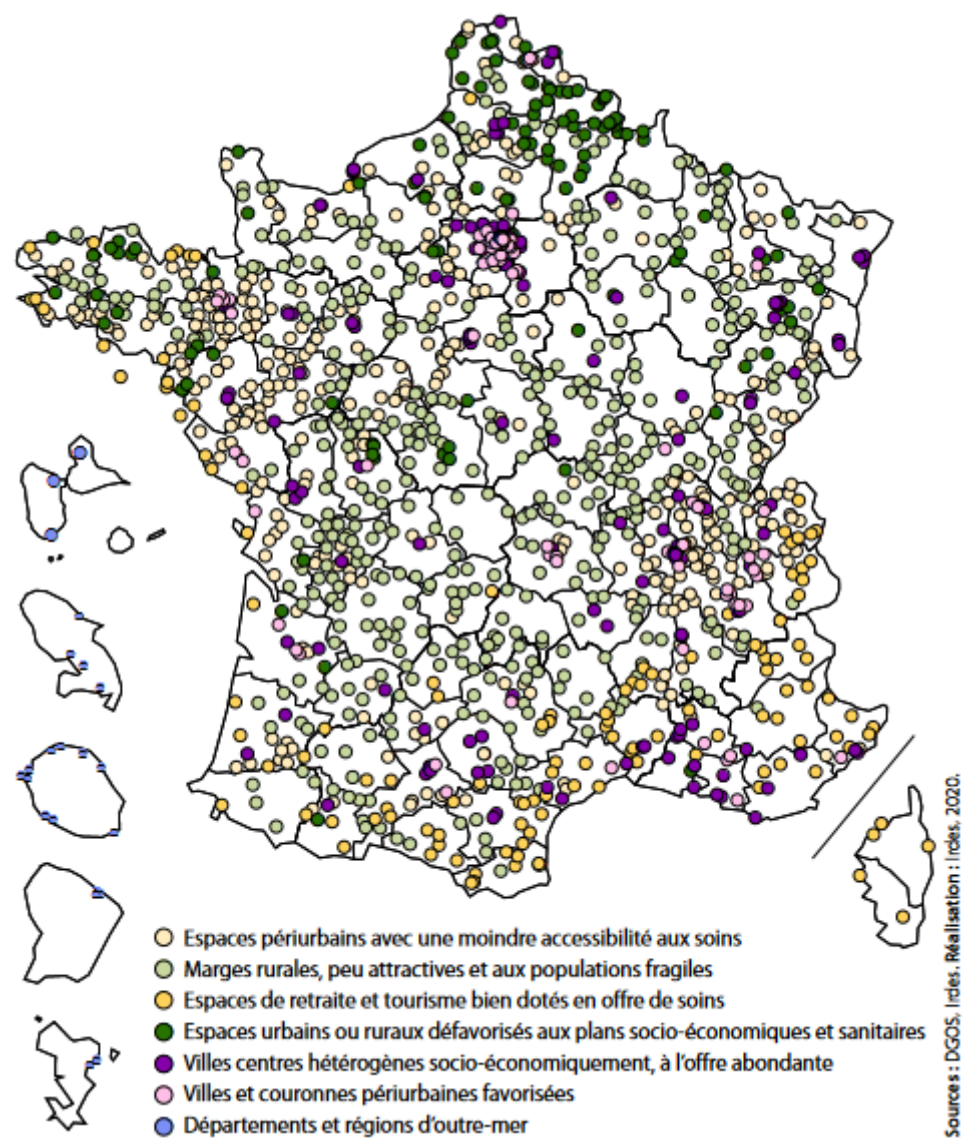 Espaces périurbains avec une moindre accessibilité aux soins
Marges rurales, peu attractives et aux populations fragiles
Espaces de retraite et tourisme bien dotés en offre de soins
Espaces urbains ou ruraux défavorisés aux plans socio-économiques et sanitaires
Villes centres hétérogènes socio-économiquement, à l'offre abondante
Villes et couronnes périurbaines favorisées
Départements et régions d'outre-mer
Sources : DGOS, Irdes. Réalisation : Irdes, 2020.